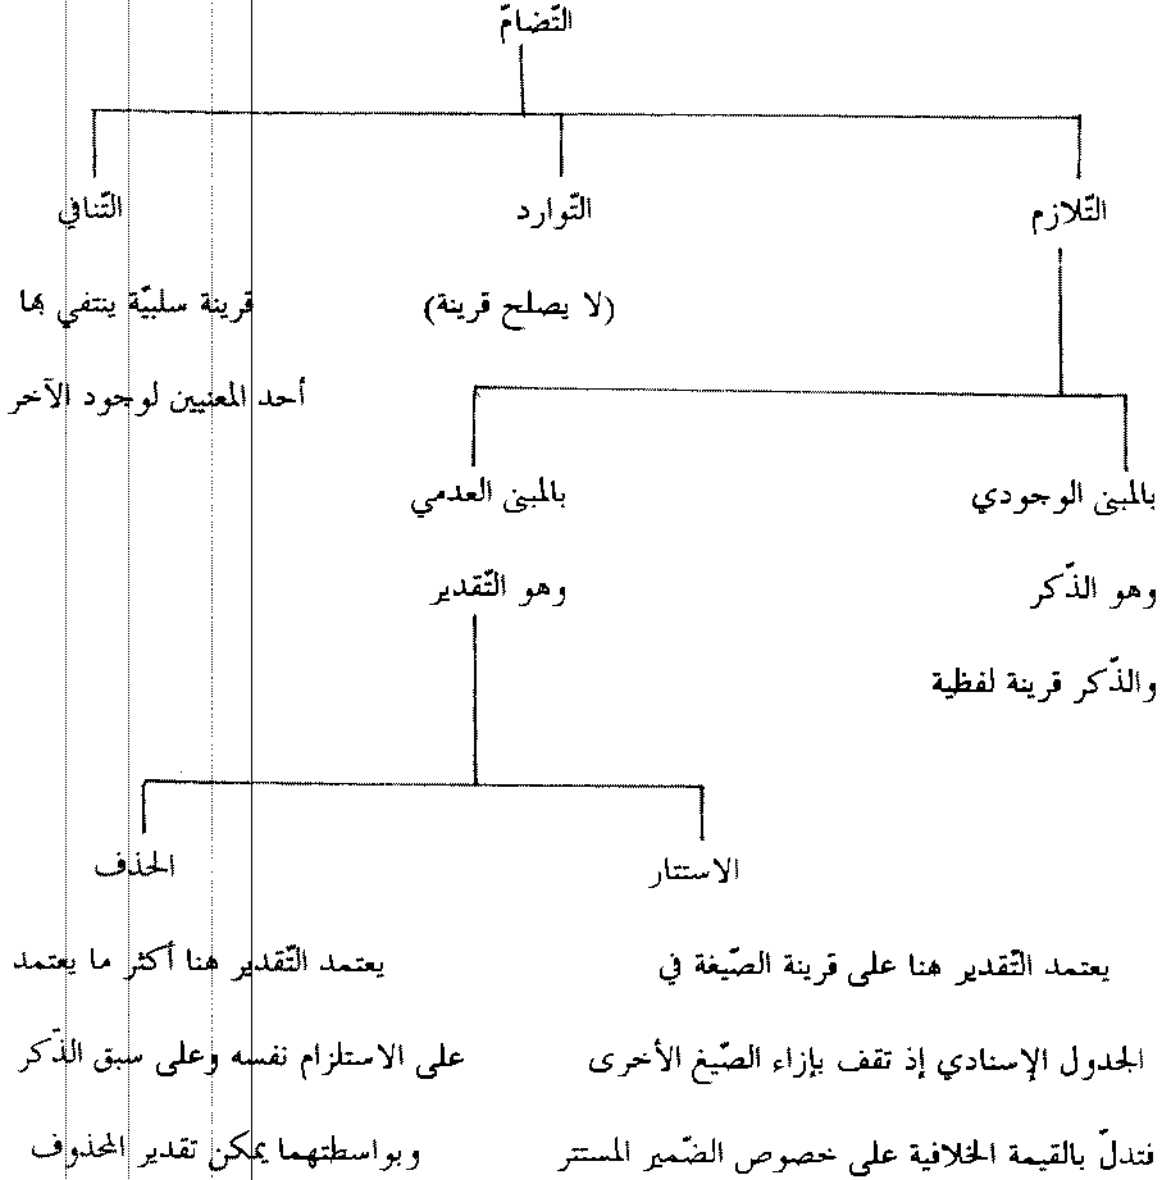 التّضامّ
التّلازم
التّوارد
التّنافي
(لا يصلح قرينة)
قرينة سلبيّة ينتفي بها
أحد المعنيين لوجود الآخر
بالمبنى الوجودي
بالمبنى العدمي
وهو الذّكر
وهو التّقدير
والذّكر قرينة لفظية
الاستتار
الحذف
يعتمد التّقدير هنا على قرينة الصّيغة في
الجدول الإسنادي إذ تقف بإزاء الصّيغ الأخرى
فتدلّ بالقيمة الخلافية على خصوص الضّمير المستتر
يعتمد التّقدير هنا أكثر ما يعتمد
على الاستلزام نفسه وعلى سبق الذّكر
وبواسطتهما يمكن تقدير المحذوف